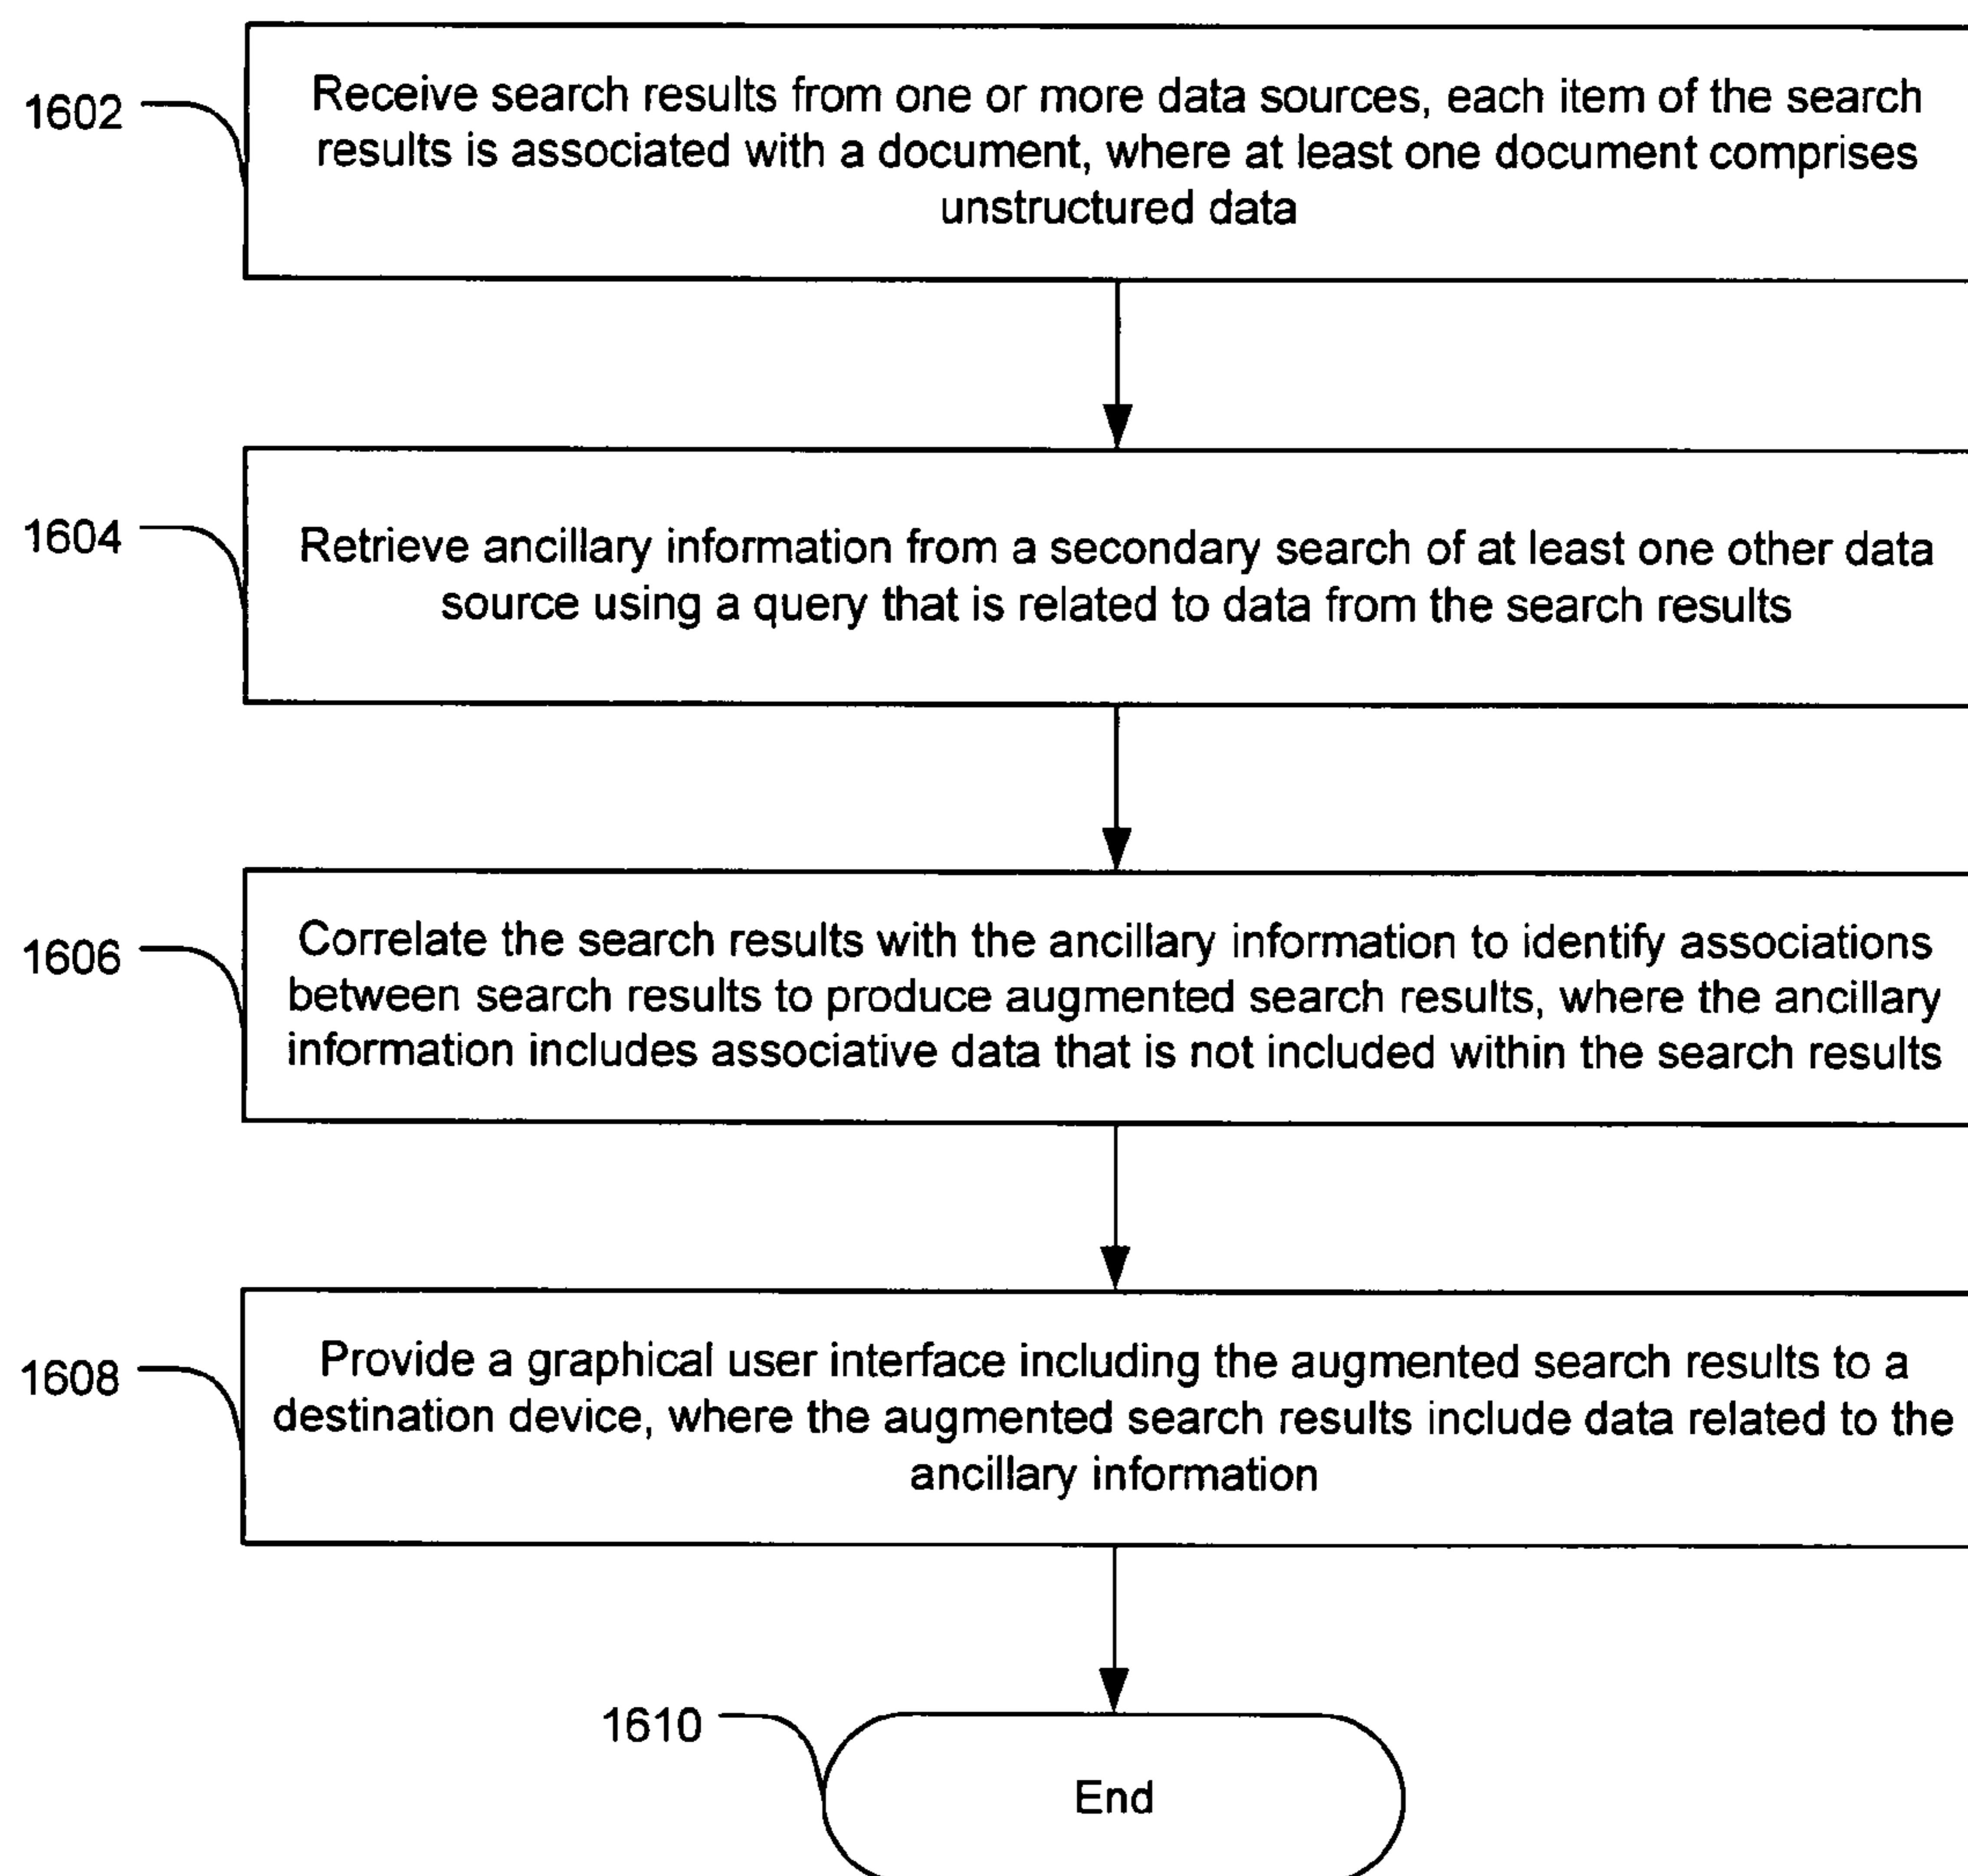 1602
Receive search results from one or more data sources, each item of the search
results is associated with a document, where at least one document comprises
unstructured data
1604
Retrieve ancillary information from a secondary search of at least one other data
source using a query that is related to data from the search results
1606
Correlate the search results with the ancillary information to identify associations
between search results to produce augmented search results, where the ancillary
information includes associative data that is not included within the search results
1608
Provide a graphical user interface including the augmented search results to a
destination device, where the augmented search results include data related to the
ancillary information
1610
End